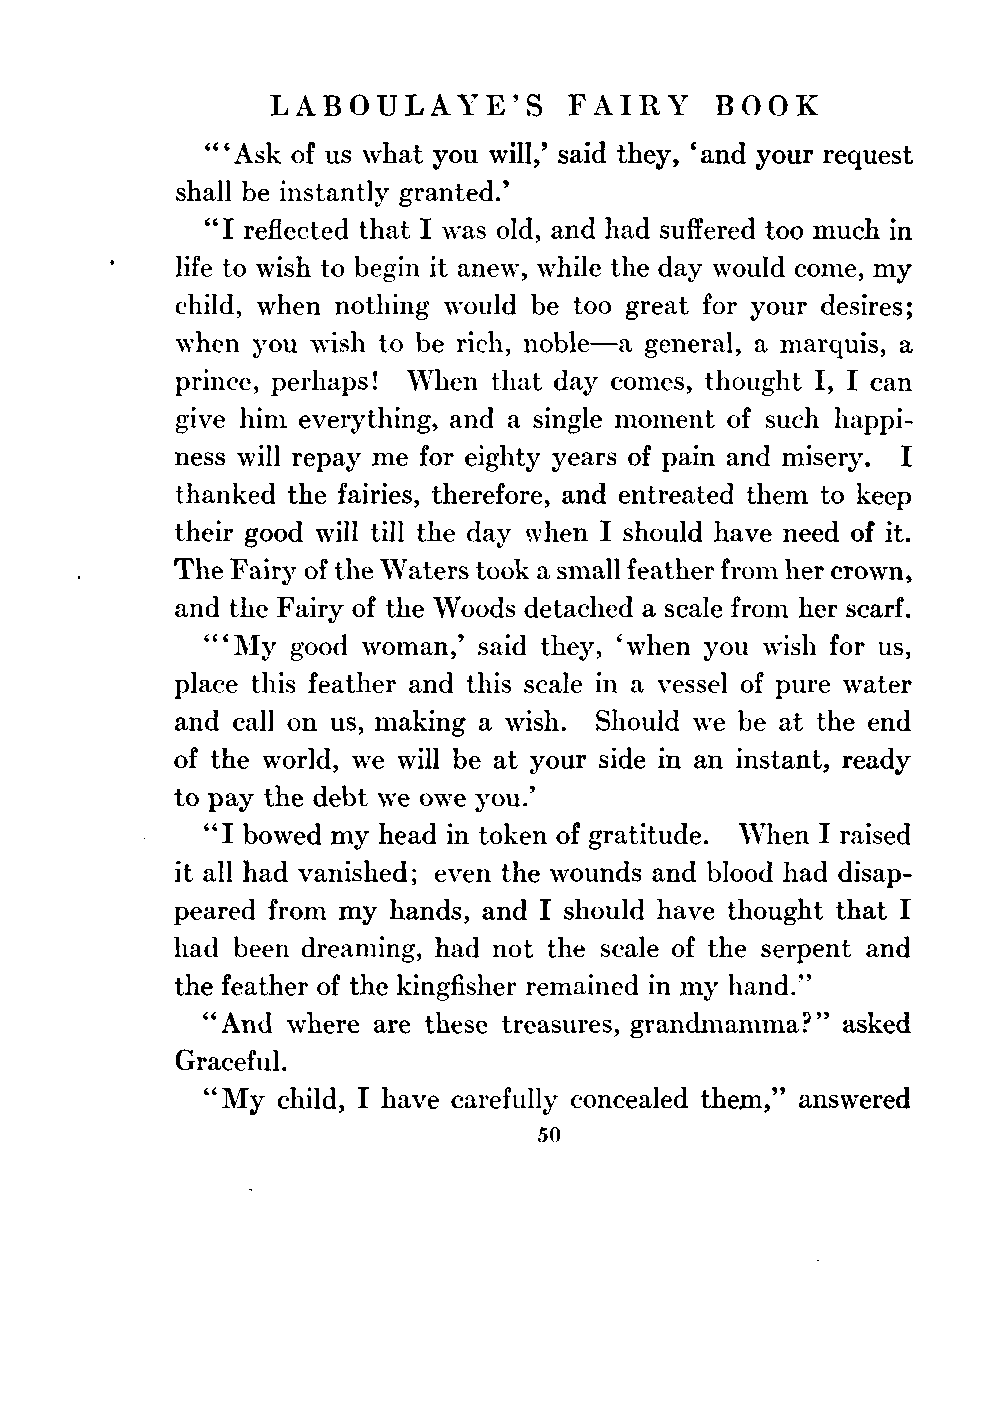 LABOULAYE'S FAIRY BOOK
“‘Ask of us what you will,’ said they, ‘and your request
shall be instantly granted.’
“I reflected that I was old, and had suffered too much in
life to wish to begin it anew, while the day would come, my
child, when nothing would be too great for your desires;
when you wish to be rich, noble—a general, a marquis, a
prince, perhaps! When that day comes, thought I, I can
give him everything, and a single moment of such happi-
ness will repay me for eighty years of pain and misery. I
thanked the fairies, therefore, and entreated them to keep
their good will till the day when I should have need of it.
The Fairy of the Waters took a small feather from her crown,
and the Fairy of the Woods detached a scale from her scarf.
“‘My good woman,’ said they, ‘when you wish for us,
place this feather and this scale in a vessel of pure water
and call on us, making a wish. Should we be at the end
of the world, we will be at your side in an instant, ready
to pay the debt we owe you.’
“I bowed my head in token of gratitude. When I raised
it all had vanished; even the wounds and blood had disap-
peared from my hands, and I should have thought that I
had been dreaming, had not the scale of the serpent and
the feather of the kingfisher remained in my hand.”
“And where are these treasures, grandmamma?” asked
Graceful.
“My child, I have carefully concealed them,” answered
50